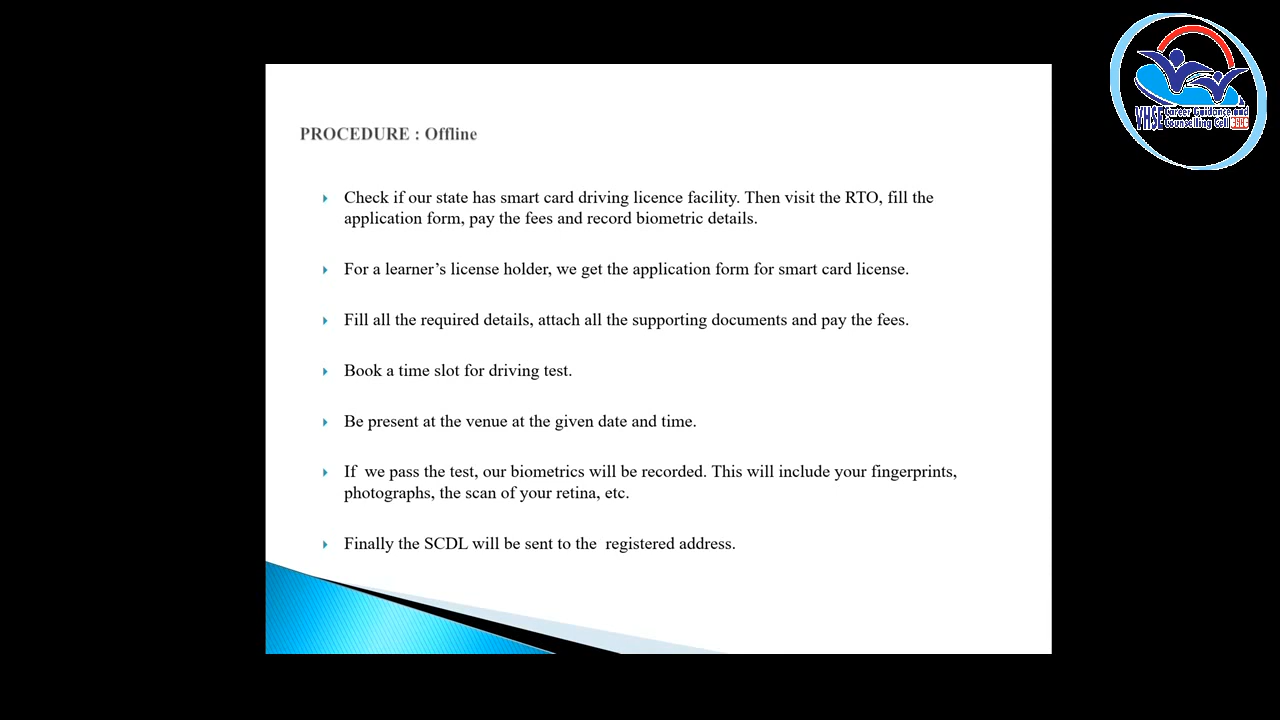 VHSE Career Guidance and
Counselling Cell CGCC
PROCEDURE : Offline
Check if our state has smart card driving licence facility. Then visit the RTO, fill the
application form, pay the fees and record biometric details.
For a learner’s license holder, we get the application form for smart card license.
Fill all the required details, attach all the supporting documents and pay the fees.
Book a time slot for driving test.
Be present at the venue at the given date and time.
If we pass the test, our biometrics will be recorded. This will include your fingerprints,
photographs, the scan of your retina, etc.
Finally the SCDL will be sent to the registered address.